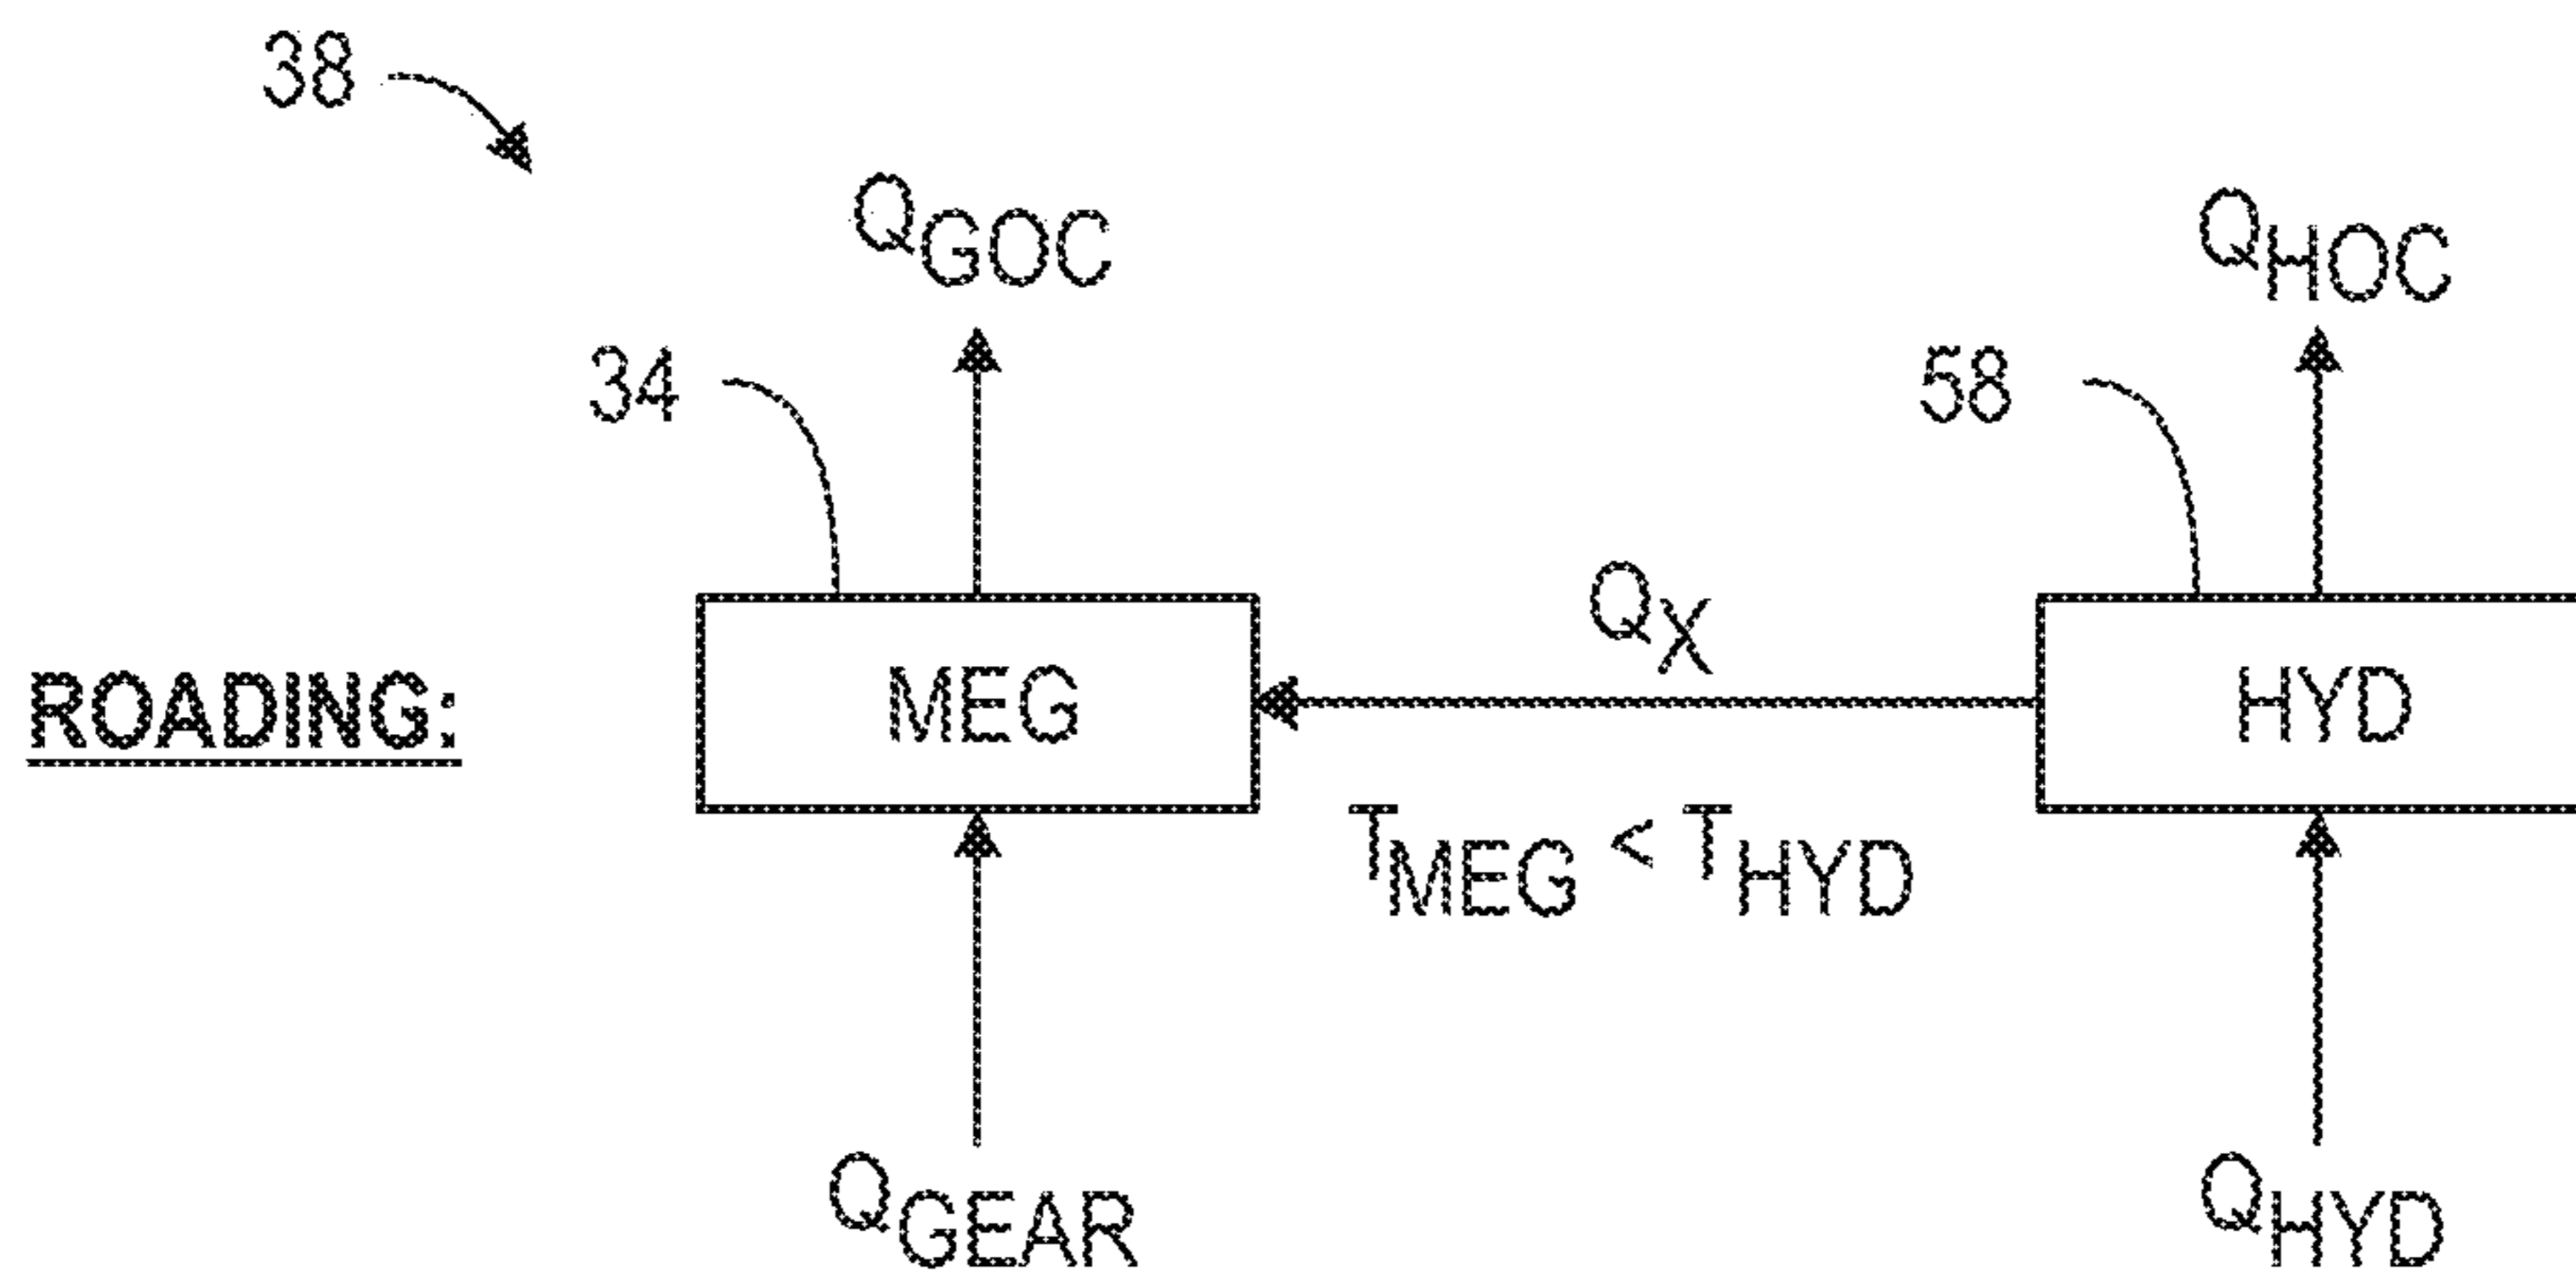 38
QGOC
QHOC
34
58
QX
ROADING:
MEG
HYD
TMEG < THYD
QGEAR
QHYD